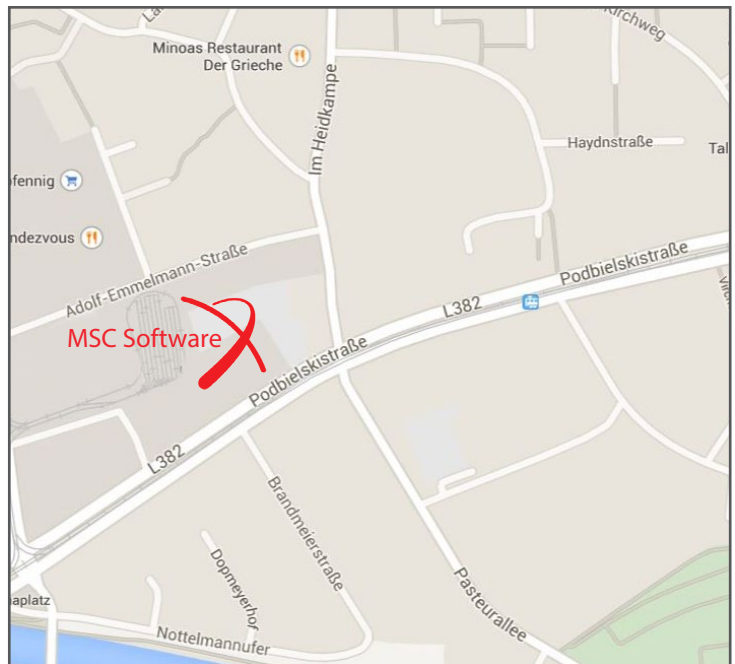 Kirchweg
Minoas Restaurant
Der Grieche
Im Heidkampe
Haydnstraße
Tal
fennig
ndezvous
Adolf-Emmelmann-Straße
Podbielskistraße
L382
MSC Software
Podbielskistraße
L382
Brandmeierstraße
Dopmeyerhof
Pasteurallee
aplatz
Nottelmannufer